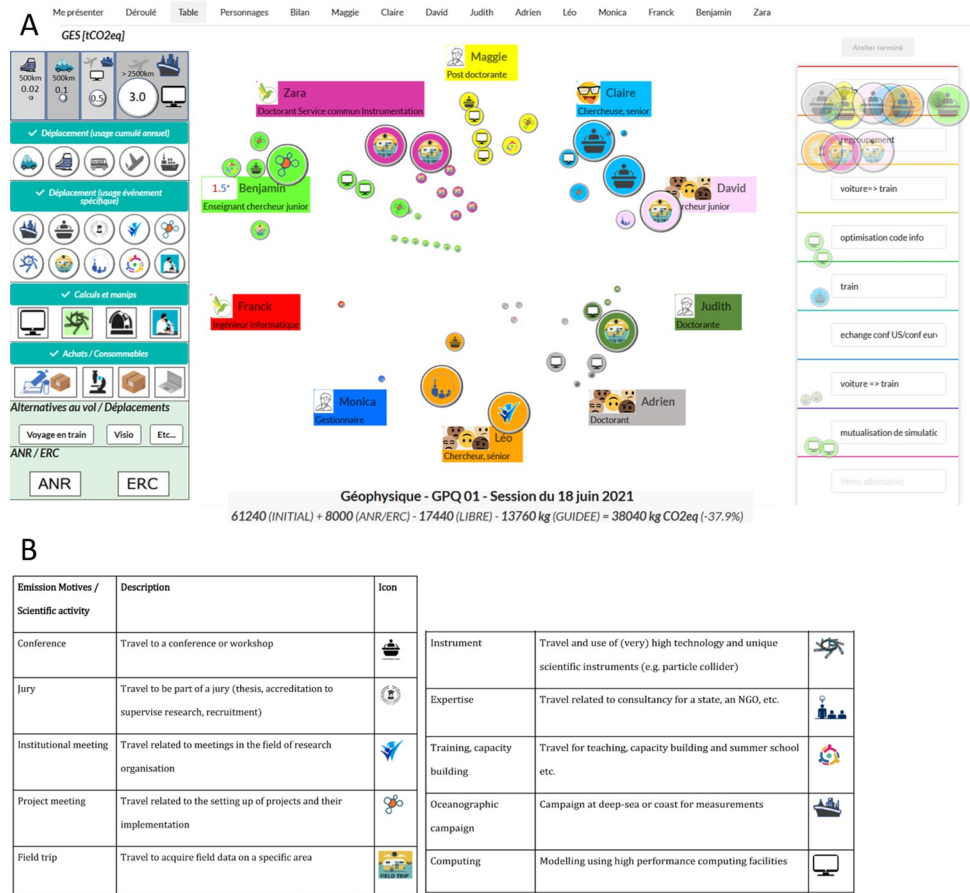 Me présenter Déroulé Table Personnages Bilan Maggie Claire David Judith Adrien Léo Monica Franck Benjamin Zara
A
GES [tCO2eq]
Atelier terminé
500km 500km > 2500km
0.02 0.1 0.5 3.0
Déplacement (usage cumulé annuel)
Déplacement (usage événement
spécifique)
Calculs et manips
Achats / Consommables
Alternatives au vol / Déplacements
Voyage en train Visio Etc...
ANR / ERC
ANR ERC
Maggie
Post doctorante
Zara
Doctorant Service commun Instrumentation
Claire
Chercheuse, senior
1.5° Benjamin
Enseignant chercheur junior
David
rcheur junior
Franck
Ingénieur informatique
Judith
Doctorante
Monica
Gestionnaire
Léo
Chercheur, sénior
Adrien
Doctorant
regroupement
voiture=> train
optimisation code info
train
echange conf US/conf euro
voiture => train
mutualisation de simulatic
9ème alternative
Géophysique - GPQ 01 - Session du 18 juin 2021
61240 (INITIAL) + 8000 (ANR/ERC) - 17440 (LIBRE) - 13760 kg (GUIDEE) = 38040 kg CO2eq (-37.9%)
B
Emission Motives /
Scientific activity
Description
Icon
Conference
Travel to a conference or workshop
Jury
Travel to be part of a jury (thesis, accreditation to
supervise research, recruitment)
Institutional meeting
Travel related to meetings in the field of research
organisation
Project meeting
Travel related to the setting up of projects and their
implementation
Field trip
Travel to acquire field data on a specific area
FIELD TRIP
Instrument
Travel and use of (very) high technology and unique
scientific instruments (e.g. particle collider)
Expertise
Travel related to consultancy for a state, an NGO, etc.
Training, capacity
building
Travel for teaching, capacity building and summer school
etc.
Oceanographic
campaign
Campaign at deep-sea or coast for measurements
Computing
Modelling using high performance computing facilities